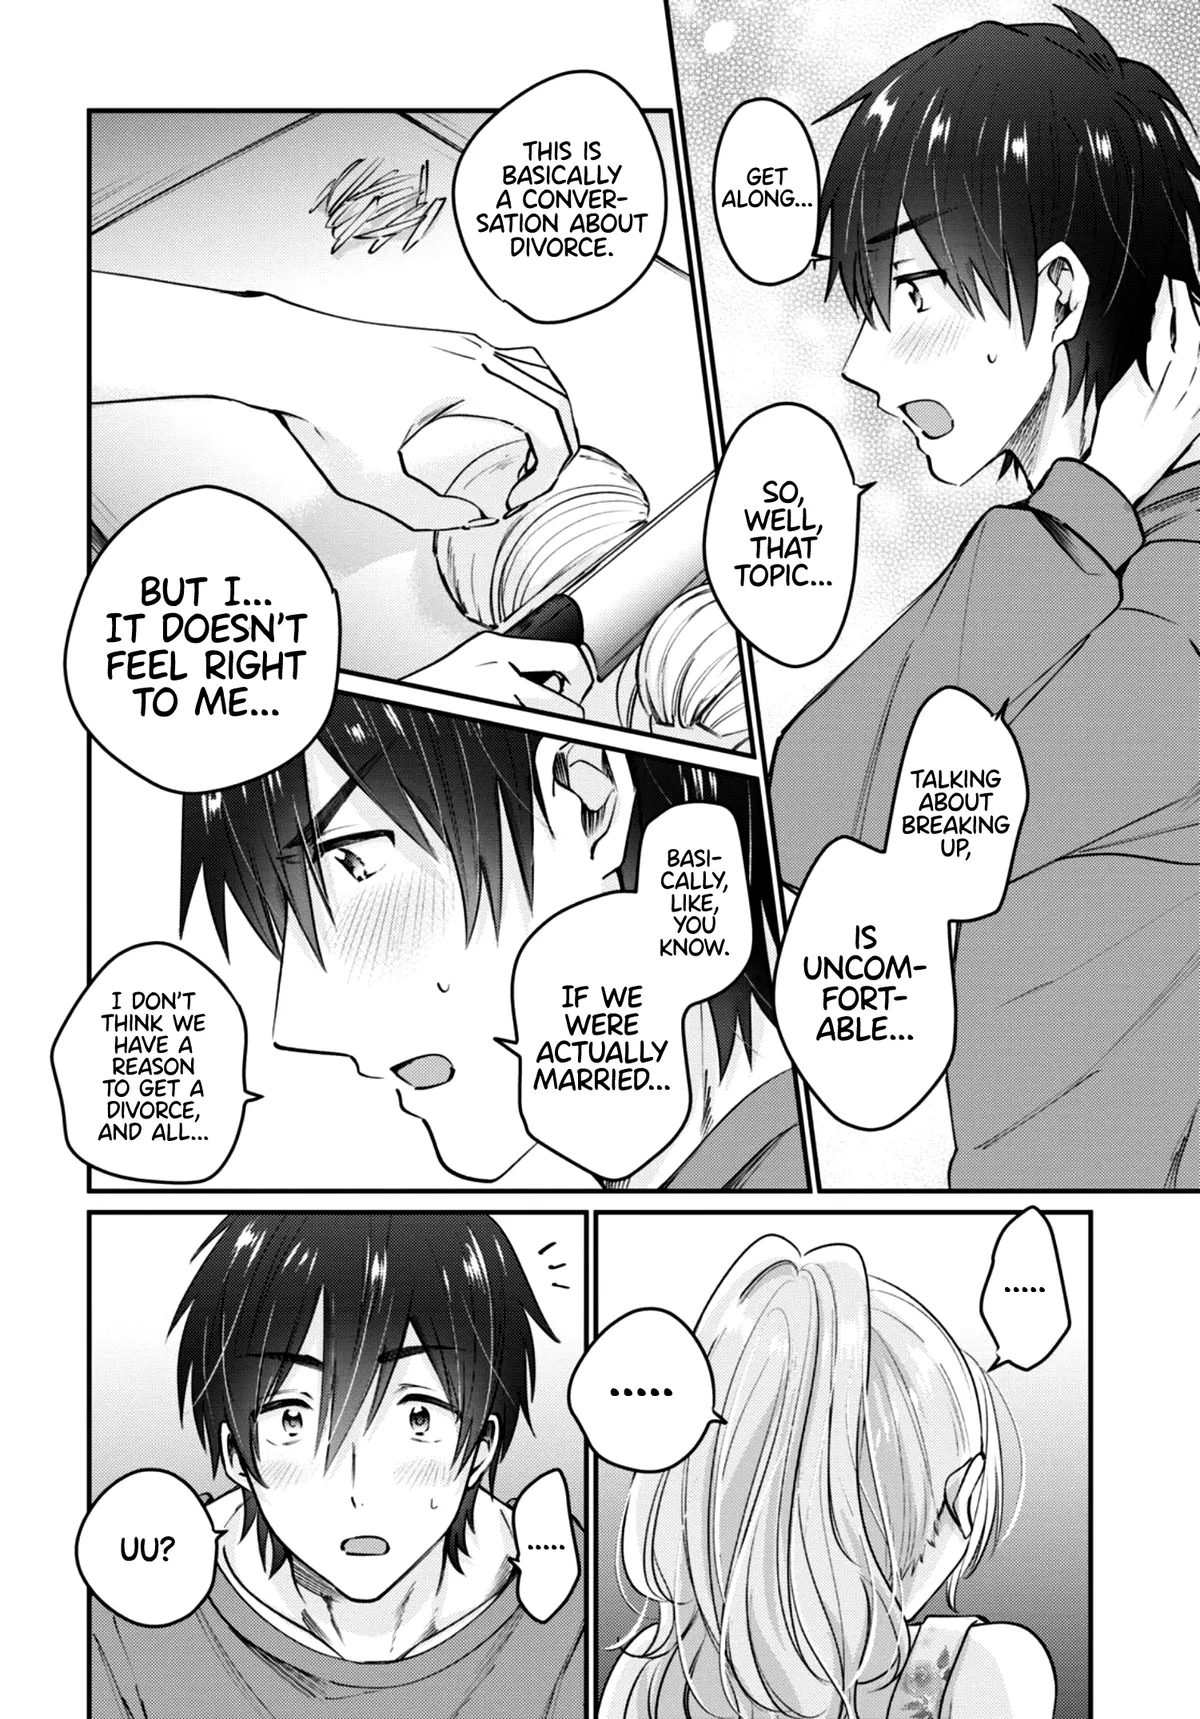 GET
ALONG...
SO,
WELL,
THAT
TOPIC...
TALKING
ABOUT
BREAKING
UP,
IS
UNCOM-
FORT-
ABLE...
THIS IS
BASICALLY
A CONVER-
SATION ABOUT
DIVORCE.
BUT I...
IT DOESN'T
FEEL RIGHT
TO ME...
BASI-
CALLY,
LIKE,
YOU
KNOW.
IF WE
WERE
ACTUALLY
MARRIED...
I DON'T
THINK WE
HAVE A
REASON
TO GET A
DIVORCE,
AND ALL...
.....
.....
.....
UU?